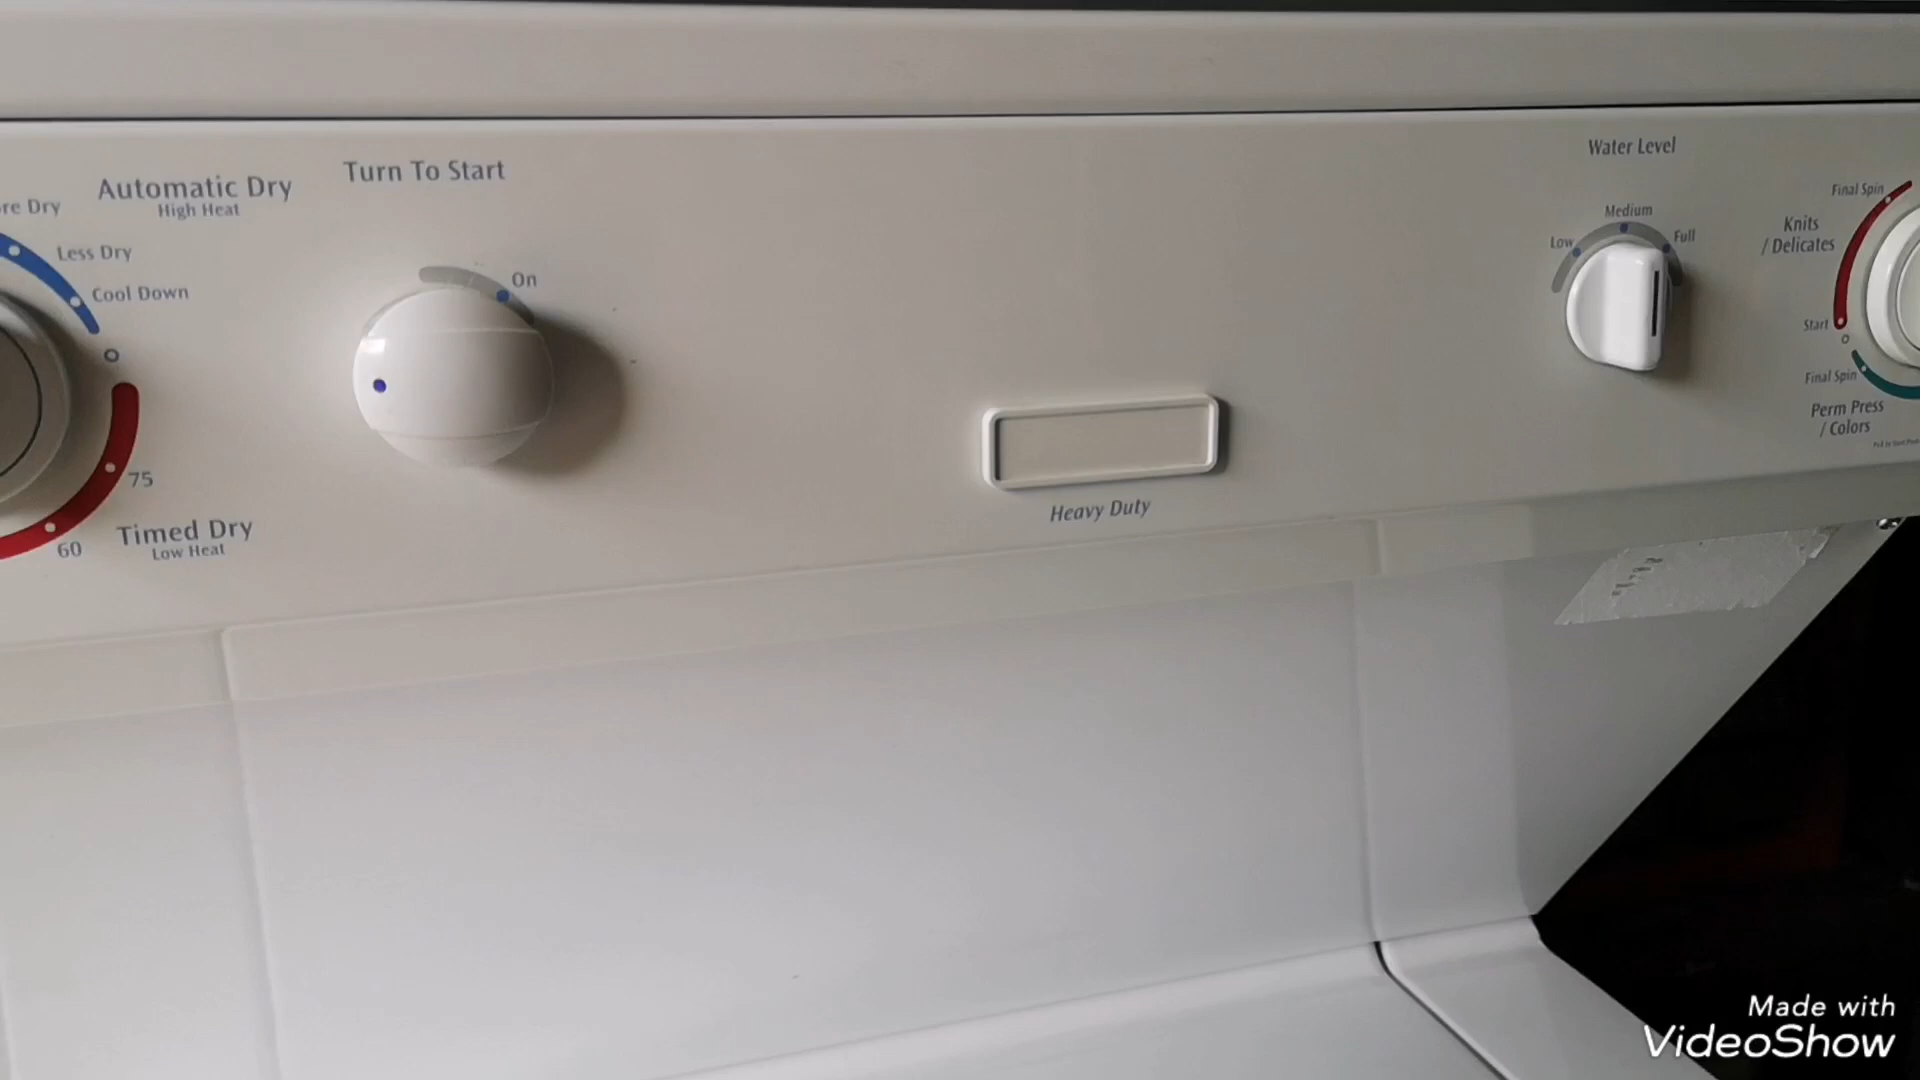 Automatic Dry
High Heat
re Dry
Less Dry
Cool Down
75
60
Timed Dry
Low Heat
Turn To Start
On
Heavy Duty
Water Level
Low
Medium
Full
Final Spin
Knits
/ Delicates
Start
Final Spin
Perm Press
/ Colors
Made with
VideoShow